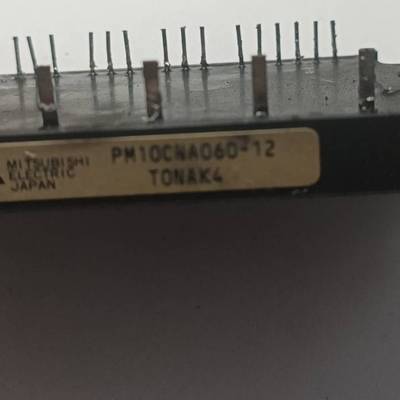 MITSUBISHI
ELECTRIC
JAPAN
PM10CNA060-12
TONAK4